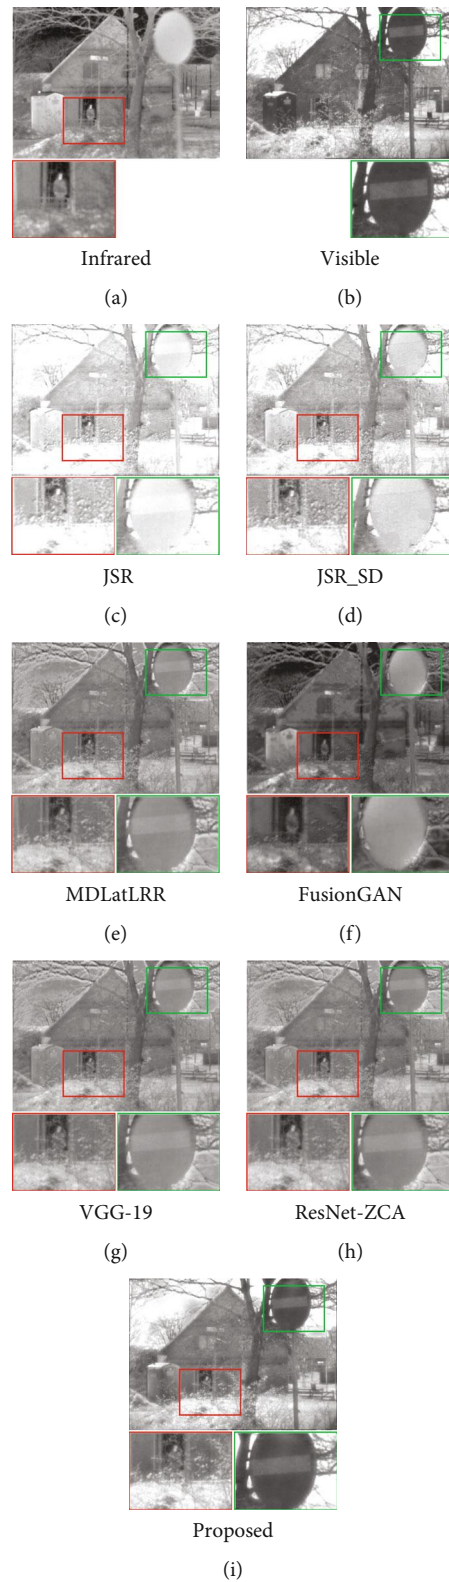 Infrared
(a)
Visible
(b)
JSR
(c)
JSR_SD
(d)
MDLatLRR
(e)
FusionGAN
(f)
VGG-19
(g)
ResNet-ZCA
(h)
Proposed
(i)